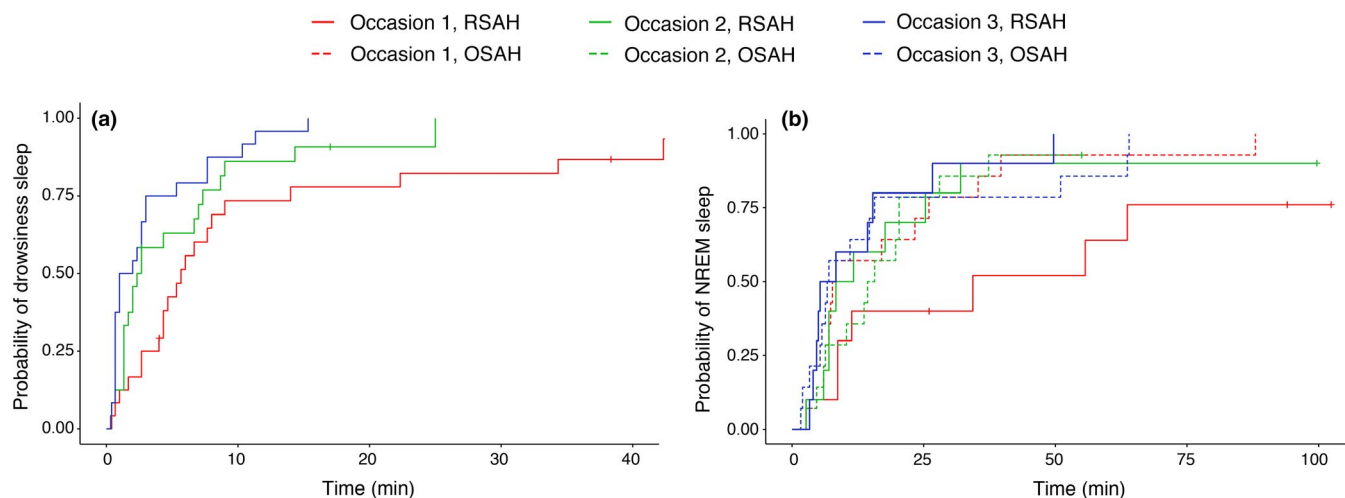 Occasion 1, RSAH Occasion 2, RSAH Occasion 3, RSAH
Occasion 1, OSAH Occasion 2, OSAH Occasion 3, OSAH
(a)
Probability of drowsiness sleep
1.00
0.75
0.50
0.25
0.00
0 10 20 30 40
Time (min)
(b)
Probability of NREM sleep
1.00
0.75
0.50
0.25
0.00
0 25 50 75 100
Time (min)